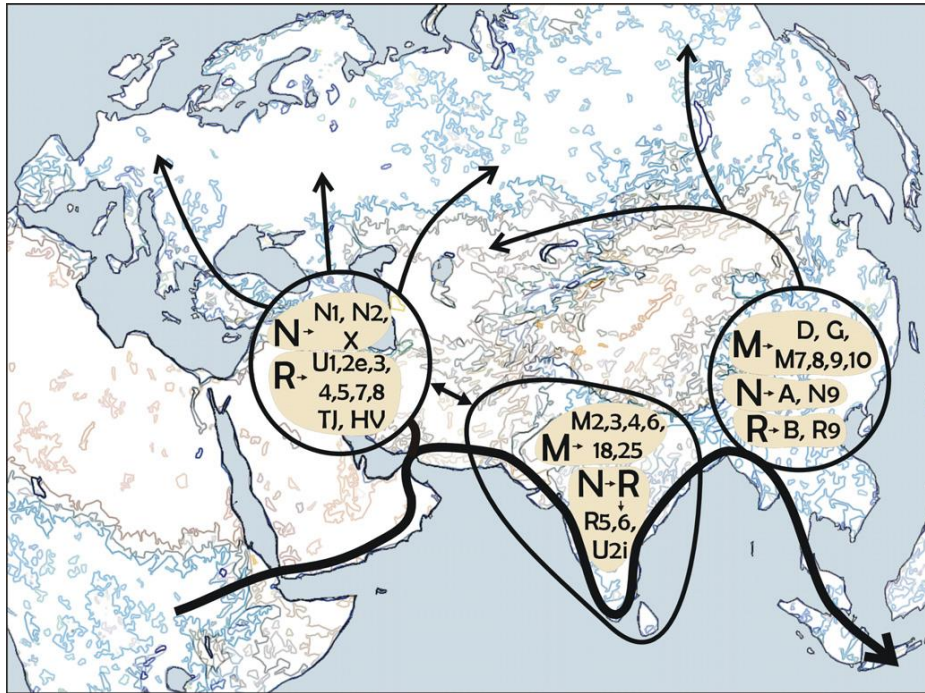 N→ N1, N2,
X
R→ U1,2e,3,
4,5,7,8
TJ, HV
M→ M2,3,4,6,
18,25
N→R
↓
R5,6,
U2i
M→ D, G,
M7,8,9,10
N→A, N9
R→B, R9